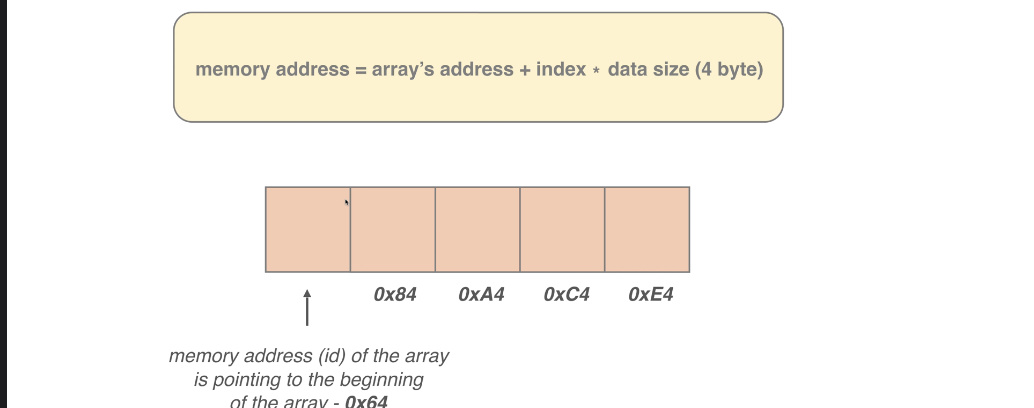 memory address = array's address + index * data size (4 byte)
0x84 0xA4 0xC4 0xE4
memory address (id) of the array
is pointing to the beginning
of the array - 0x64